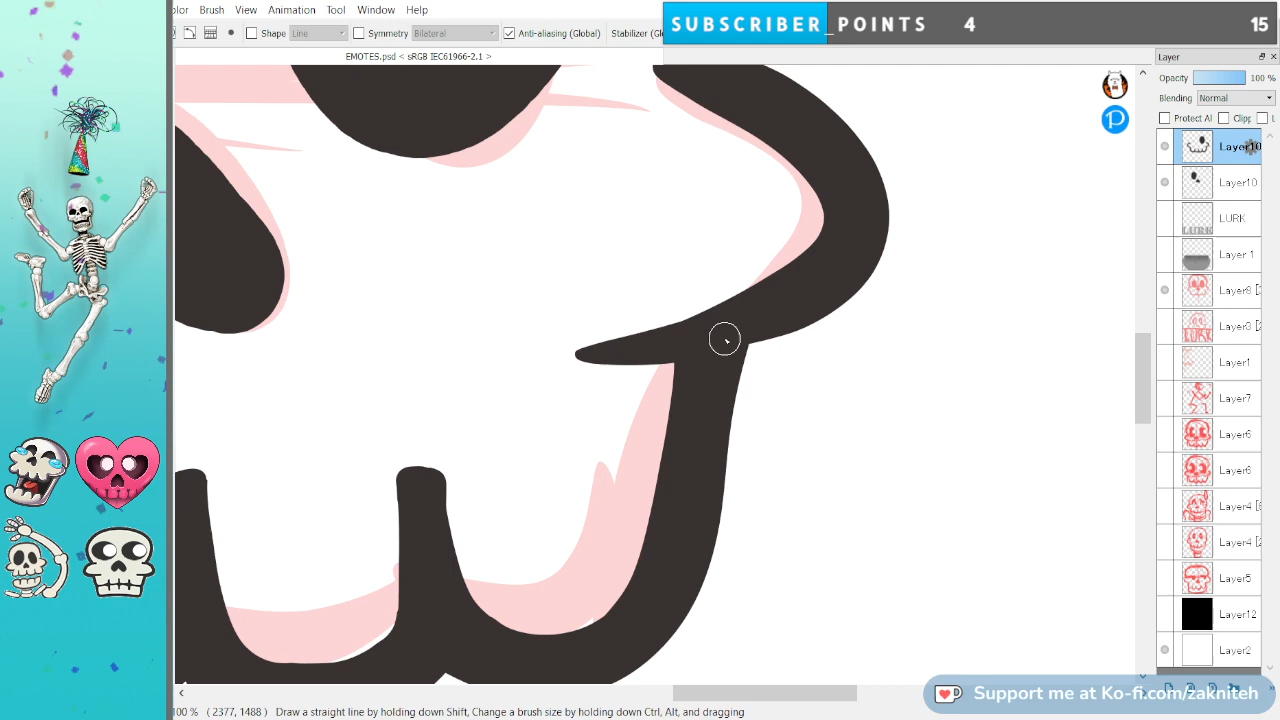 olor Brush View Animation Tool Window Help
SUBSCRIBER_POINTS 4 15
Shape Line Symmetry Bilateral Anti-aliasing (Global) Stabilizer (Glo
EMOTES.psd < sRGB IEC61966-2.1 >
Layer
Opacity 100 %
Blending Normal
Protect Al Clipp L
Layer10
Layer10
LURK
Layer 1
Layer8 [
Layer3 [
Layer1
Layer7
Layer6
Layer6
Layer4 [
Layer4 [
Layer5
Layer12
Layer2
Support me at Ko-fi.com/zakniteh
100 % ( 2377, 1488 ) Draw a straight line by holding down Shift, Change a brush size by holding down Ctrl, Alt, and dragging